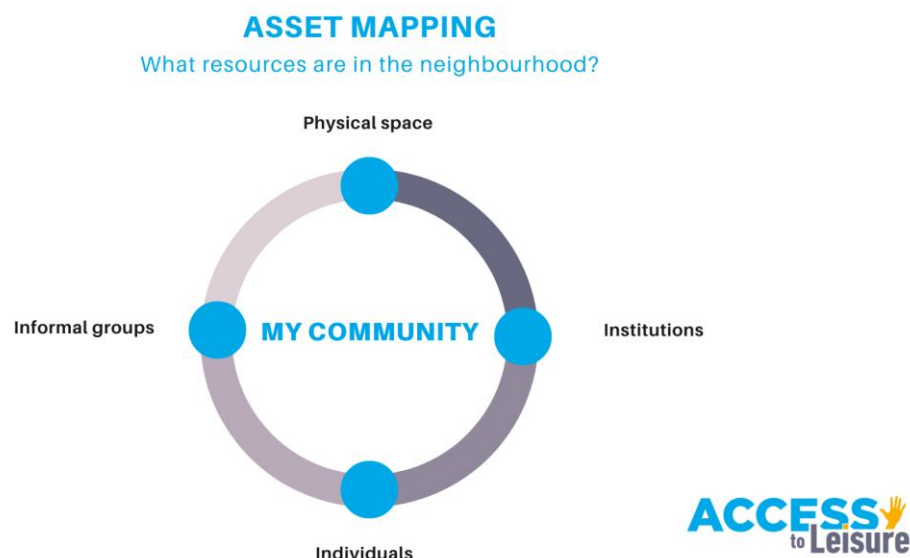 ASSET MAPPING
What resources are in the neighbourhood?
Physical space
Informal groups
MY COMMUNITY
Institutions
Individuals
ACCESS
to Leisure